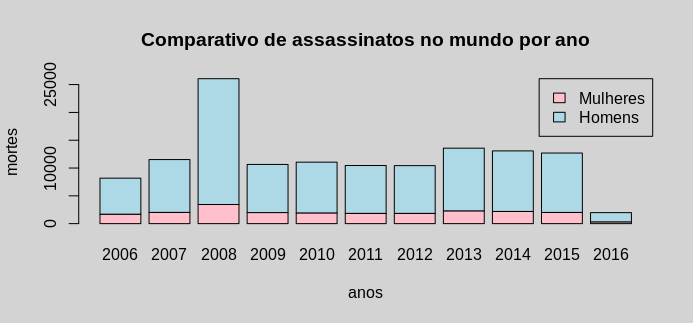 Comparativo de assassinatos no mundo por ano
mortes
25000
10000
0
Mulheres
Homens
2006 2007 2008 2009 2010 2011 2012 2013 2014 2015 2016
anos